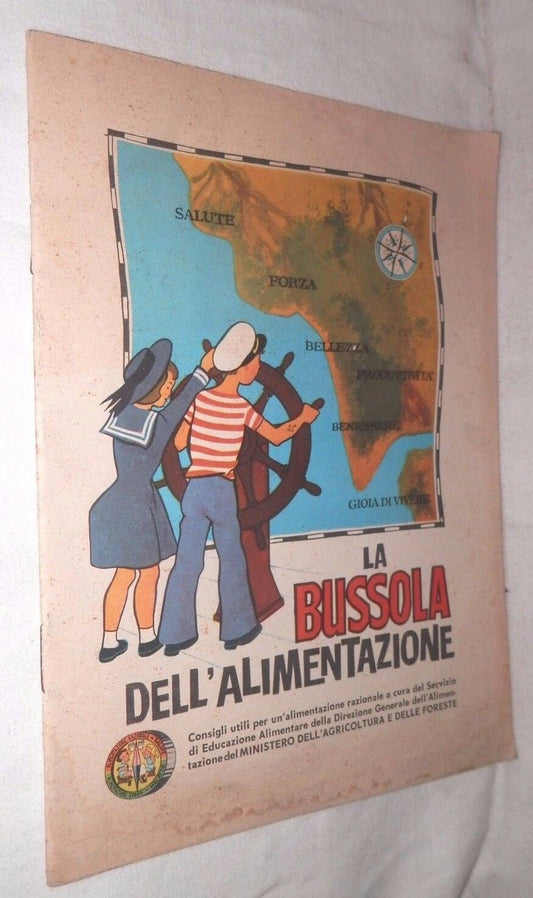 SALUTE
FORZA
BELLEZZA
PRODUTTIVITA'
BENESSERE
GIOIA DI VIVERE
LA
BUSSOLA
DELL'ALIMENTAZIONE
Consigli utili per un'alimentazione razionale a cura del Servizio
di Educazione Alimentare della Direzione Generale dell'Alimen-
tazione del MINISTERO DELL'AGRICOLTURA E DELLE FORESTE